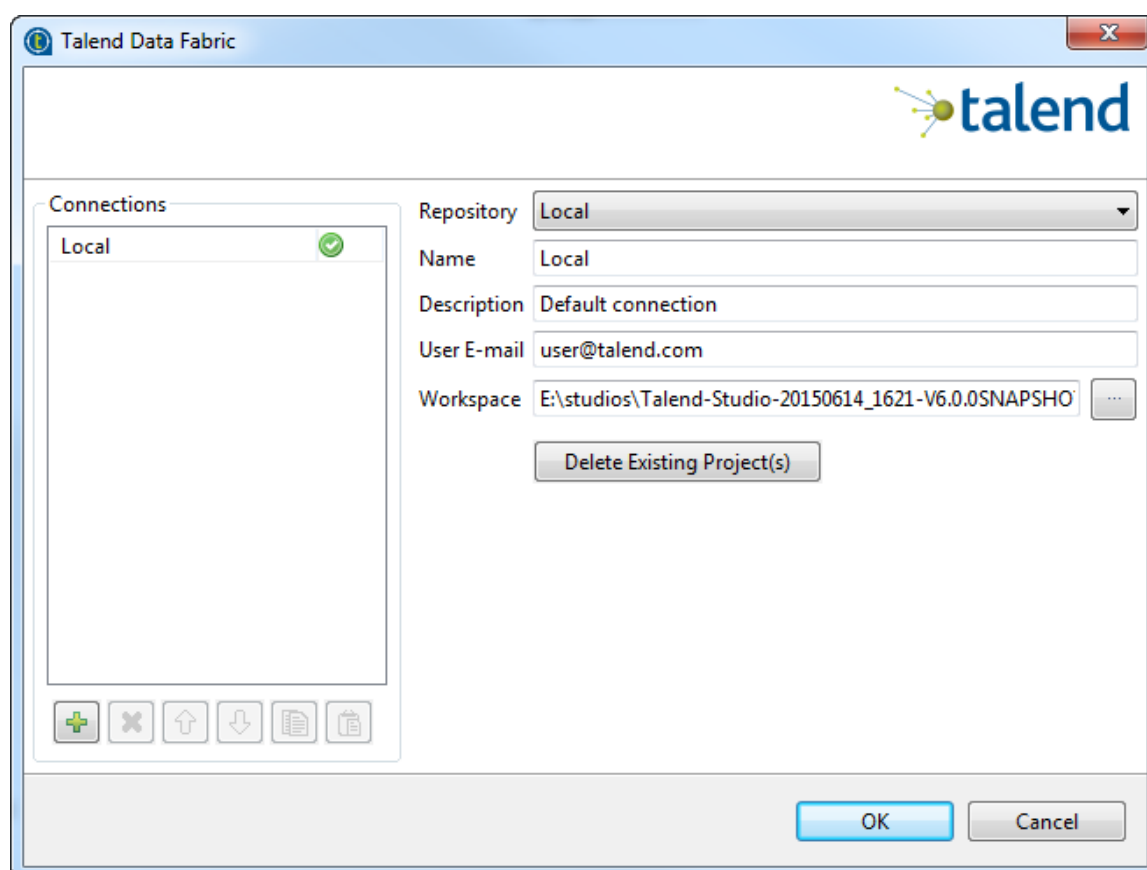 Talend Data Fabric
talend
Connections
Local
Repository Local
Name Local
Description Default connection
User E-mail user@talend.com
Workspace E:\studios\Talend-Studio-20150614_1621-V6.0.0SNAPSHO
...
Delete Existing Project(s)
OK
Cancel